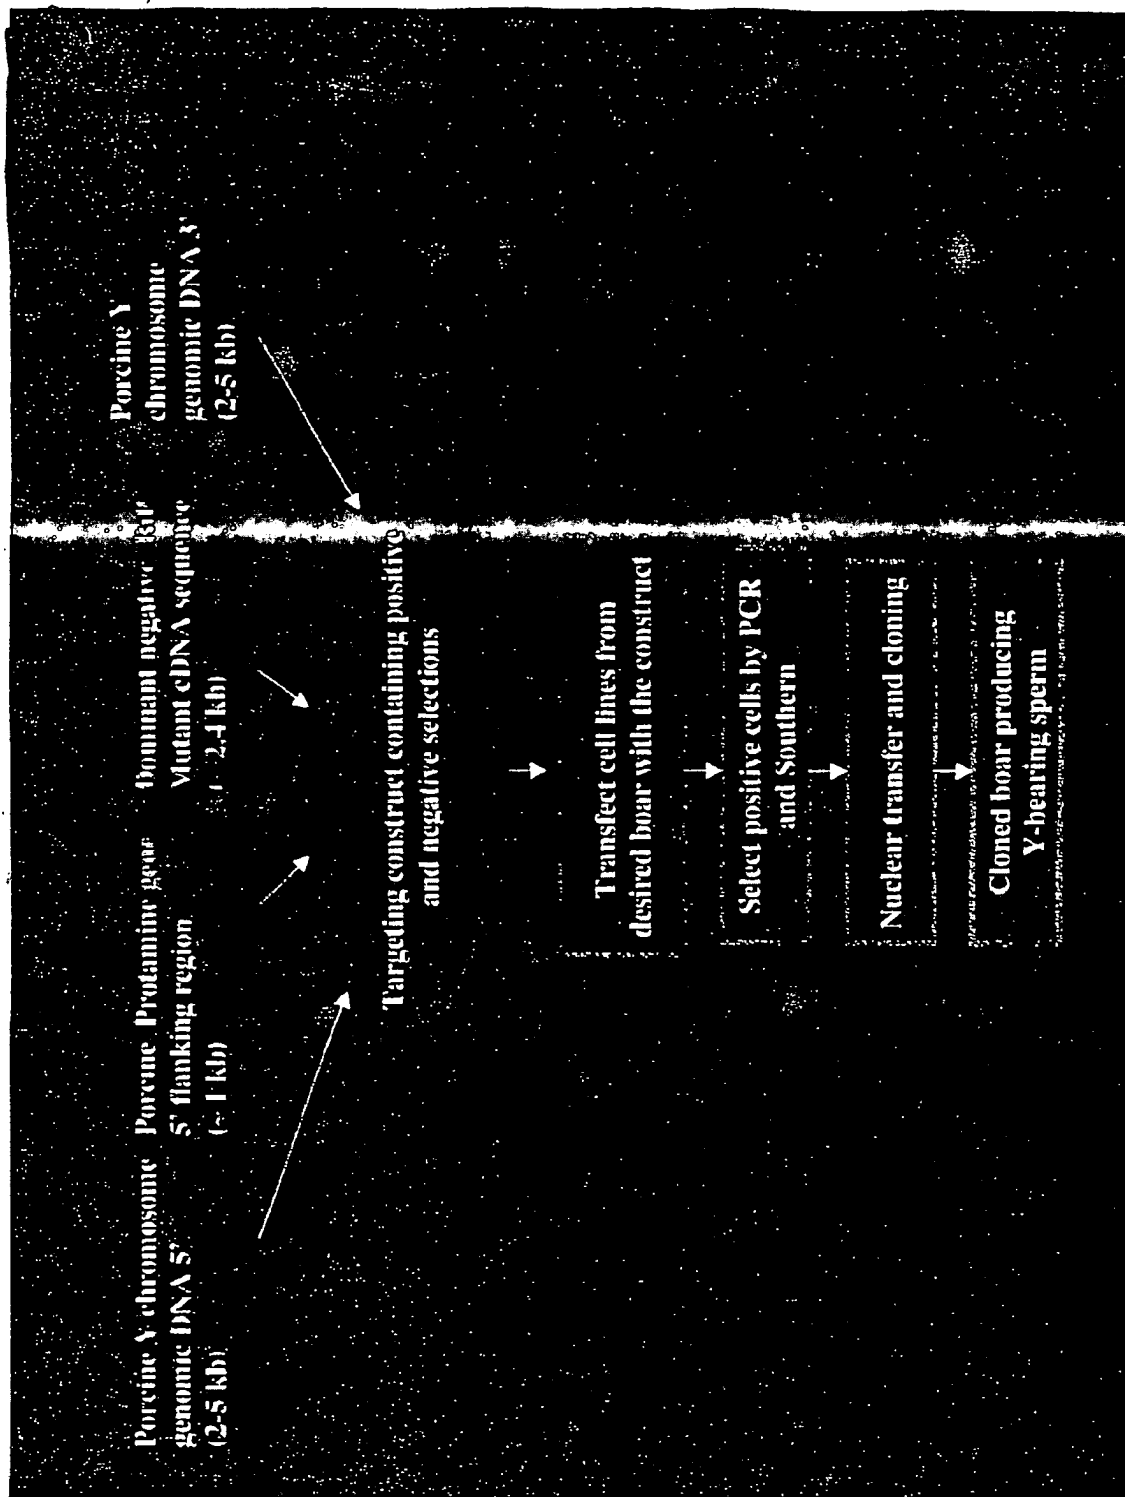 Porcine Y chromosome
genomic DNA 5'
(2-5 kb)
Porcine Protamine gene
5' flanking region
(~ 1 kb)
Dominant negative
Mutant cDNA sequence
2.4 kb)
Porcine Y
chromosome
genomic DNA 3'
(2-5 kb)
Targeting construct containing positive
and negative selections
Transfect cell lines from
desired boar with the construct
Select positive cells by PCR
and Southern
Nuclear transfer and cloning
Cloned boar producing
Y-bearing sperm